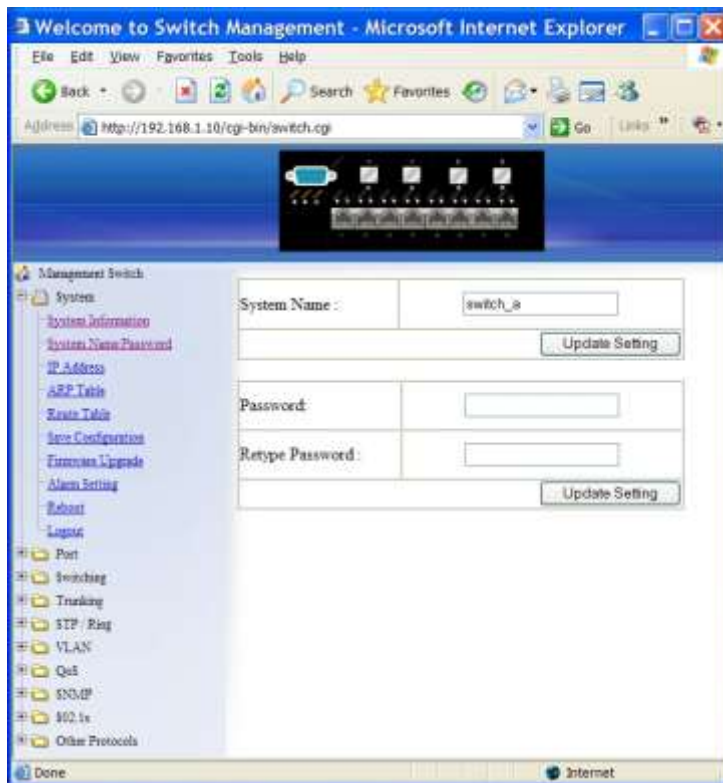 Welcome to Switch Management - Microsoft Internet Explorer
File Edit View Favorites Tools Help
Back Search Favorites
Address http://192.168.1.10/cgi-bin/switch.cgi Go Links »
Management Switch
System
System Information
System Name/Password
IP Address
ARP Table
Route Table
Save Configuration
Firmware Upgrade
Alarm Setting
Reboot
Logout
Port
Switching
Trunking
STP / Ring
VLAN
QoS
SNMP
802.1x
Other Protocols
System Name : switch_a
Update Setting
Password:
Retype Password :
Update Setting
Done Internet